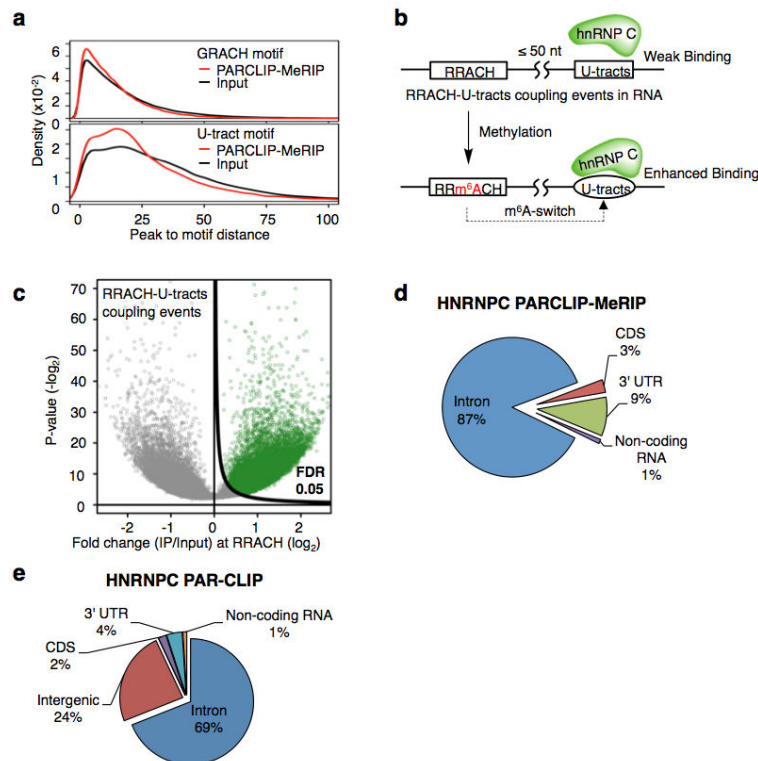 a
6
4
2
0
GRACH motif
PARCLIP-MeRIP
Input
Density (x10⁻²)
2
1
0
U-tract motif
PARCLIP-MeRIP
Input
0
25
50
75
100
Peak to motif distance
b
hnRNP C
≤ 50 nt
Weak Binding
RRACH
U-tracts
RRACH-U-tracts coupling events in RNA
Methylation
hnRNP C
Enhanced Binding
RRm⁶ACH
U-tracts
m⁶A-switch
c
RRACH-U-tracts
coupling events
70
60
50
40
30
20
10
0
P-value (-log₂)
FDR
0.05
-2
-1
0
1
2
Fold change (IP/Input) at RRACH (log₂)
d
HNRNPC PARCLIP-MeRIP
CDS
3%
3' UTR
9%
Intron
87%
Non-coding
RNA
1%
e
HNRNPC PAR-CLIP
3' UTR
4%
Non-coding RNA
1%
CDS
2%
Intergenic
24%
Intron
69%